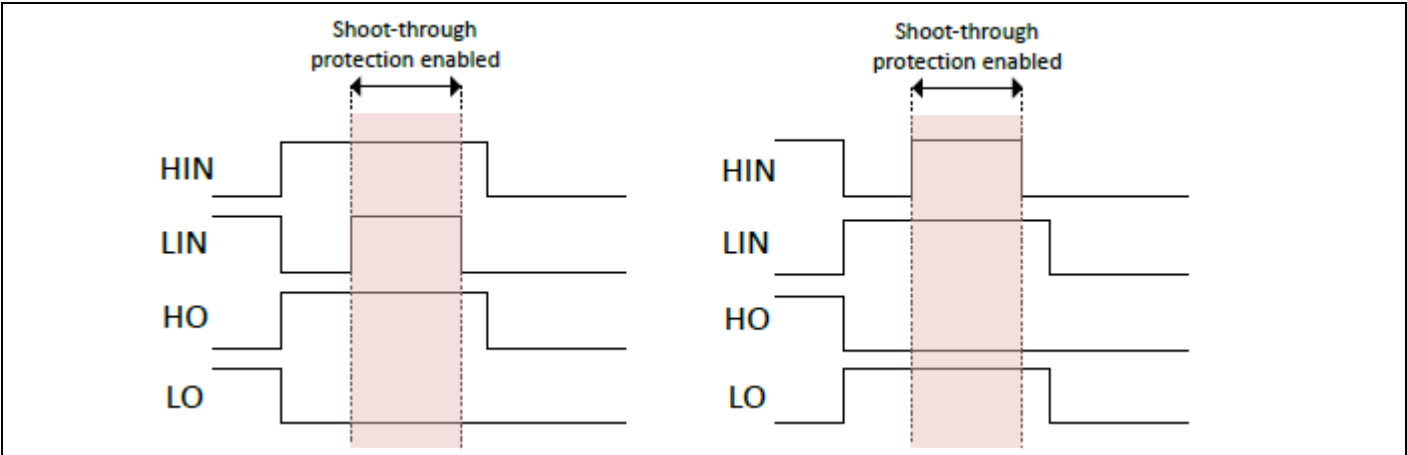 Shoot-through
protection enabled
HIN
LIN
HO
LO
Shoot-through
protection enabled
HIN
LIN
HO
LO